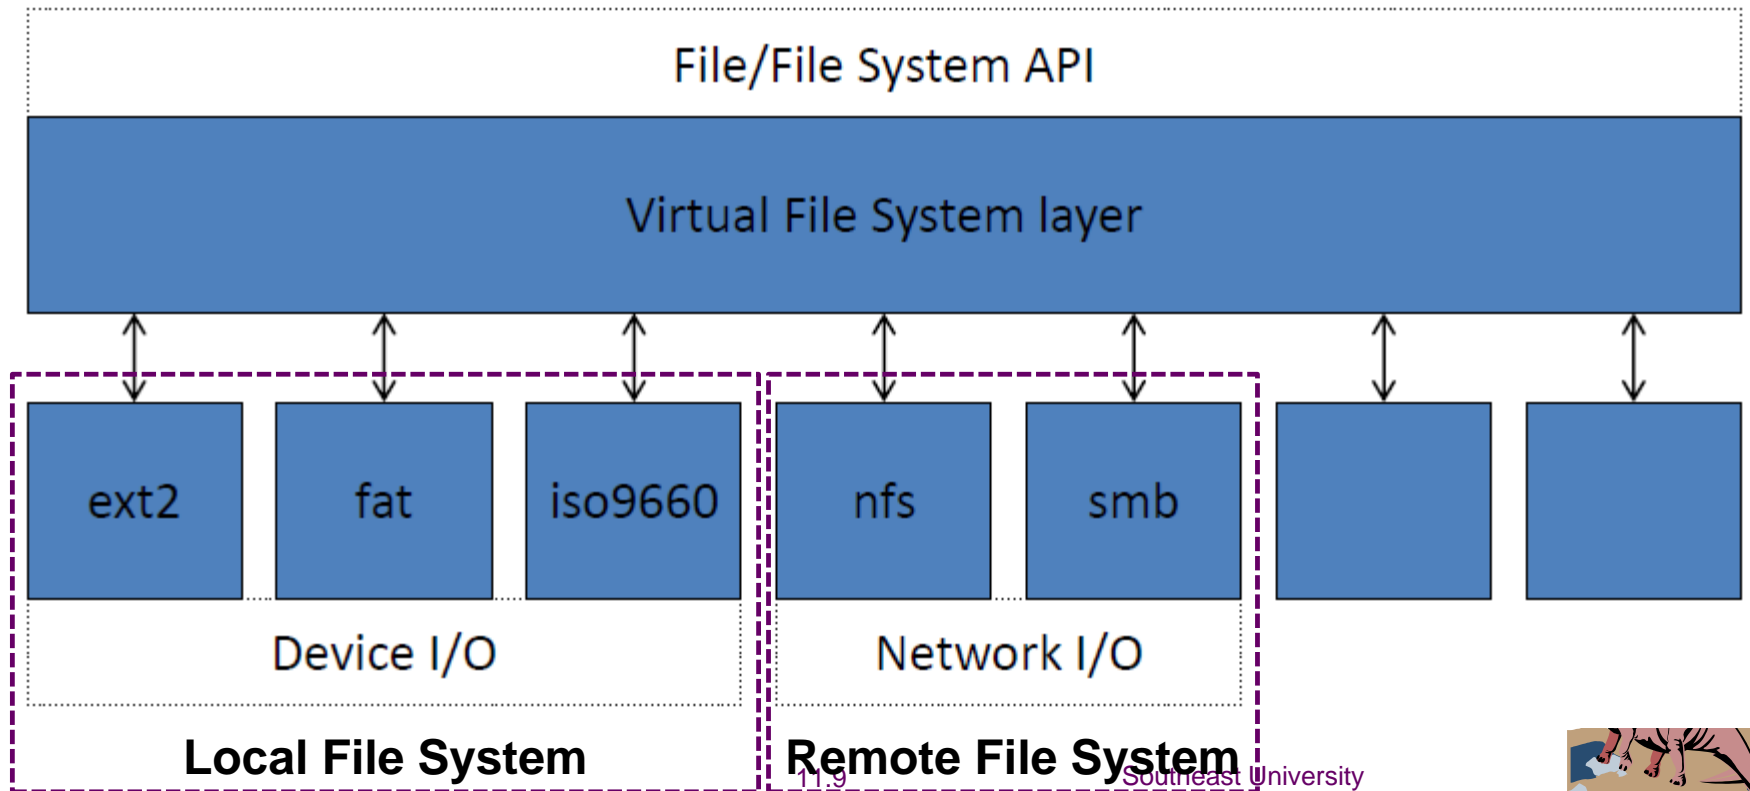 File/File System API
Virtual File System layer
ext2
fat
iso9660
nfs
smb
Device I/O
Network I/O
Local File System
Remote File System
11.9
Southeast University